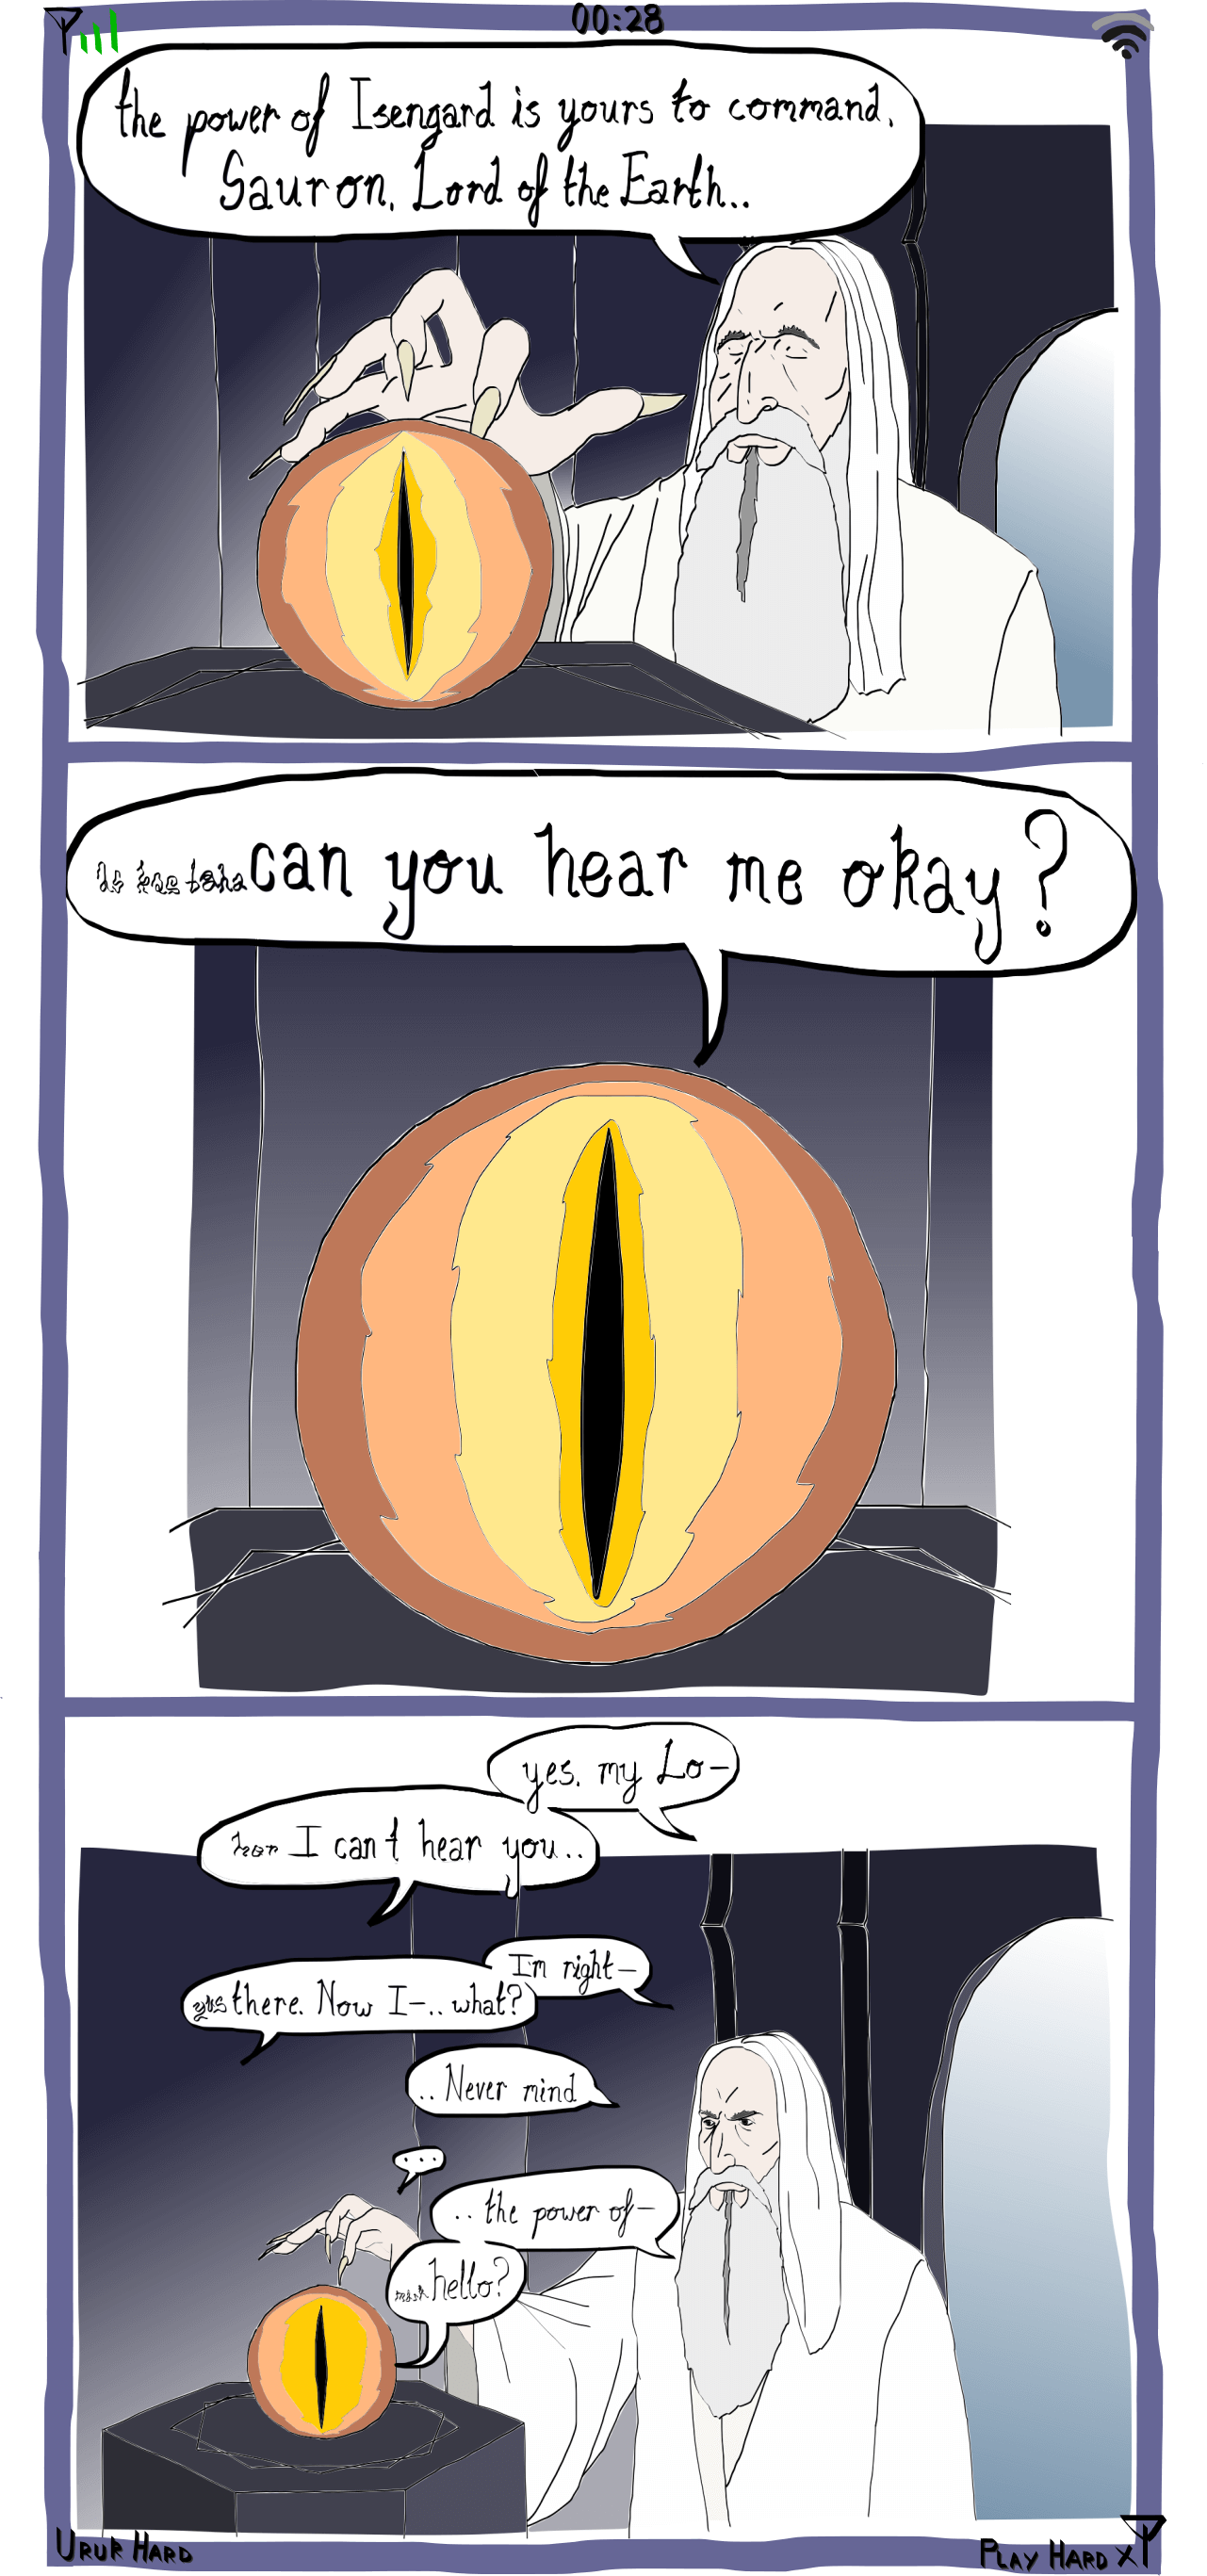 00:28
the power of Isengard is yours to command,
Sauron, Lord of the Earth..
can you hear me okay?
yes, my Lo-
I can't hear you..
I'm right-
there. Now I-.. what?
.. Never mind
...
.. the power of-
hello?
URUK HARD
PLAY HARD